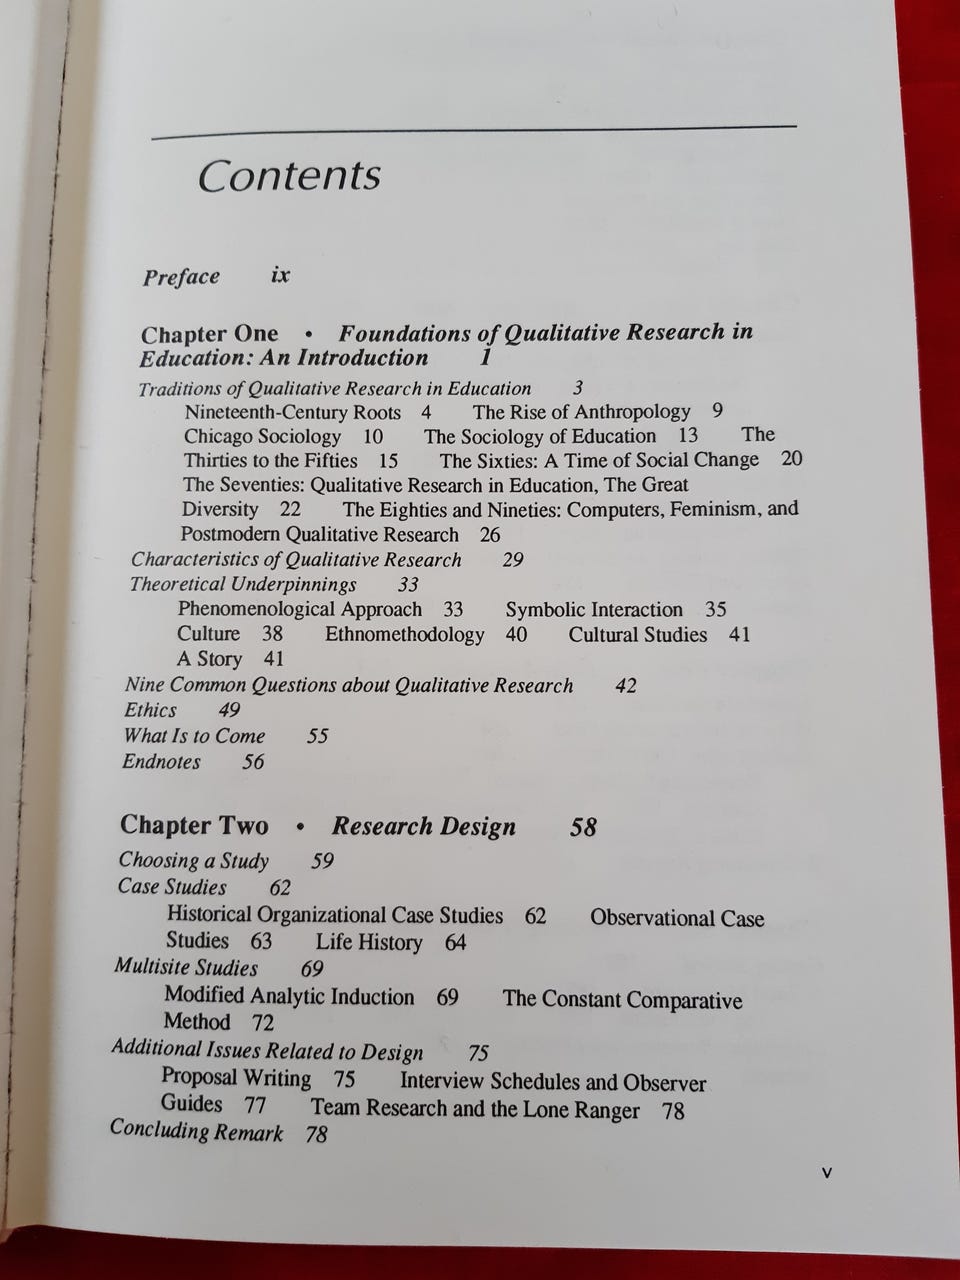 Contents
Preface ix
Chapter One • Foundations of Qualitative Research in
Education: An Introduction 1
Traditions of Qualitative Research in Education 3
Nineteenth-Century Roots 4 The Rise of Anthropology 9
Chicago Sociology 10 The Sociology of Education 13 The
Thirties to the Fifties 15 The Sixties: A Time of Social Change 20
The Seventies: Qualitative Research in Education, The Great
Diversity 22 The Eighties and Nineties: Computers, Feminism, and
Postmodern Qualitative Research 26
Characteristics of Qualitative Research 29
Theoretical Underpinnings 33
Phenomenological Approach 33 Symbolic Interaction 35
Culture 38 Ethnomethodology 40 Cultural Studies 41
A Story 41
Nine Common Questions about Qualitative Research 42
Ethics 49
What Is to Come 55
Endnotes 56
Chapter Two • Research Design 58
Choosing a Study 59
Case Studies 62
Historical Organizational Case Studies 62 Observational Case
Studies 63 Life History 64
Multisite Studies 69
Modified Analytic Induction 69 The Constant Comparative
Method 72
Additional Issues Related to Design 75
Proposal Writing 75 Interview Schedules and Observer
Guides 77 Team Research and the Lone Ranger 78
Concluding Remark 78
v